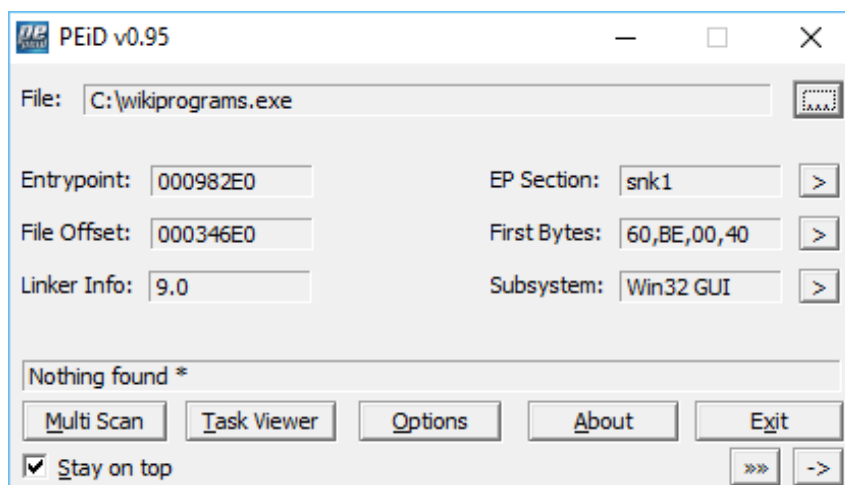 PEiD v0.95
File: C:\wikiprograms.exe ...
Entrypoint: 000982E0 EP Section: snk1 >
File Offset: 000346E0 First Bytes: 60,BE,00,40 >
Linker Info: 9.0 Subsystem: Win32 GUI >
Nothing found *
Multi Scan Task Viewer Options About Exit
Stay on top »» ->